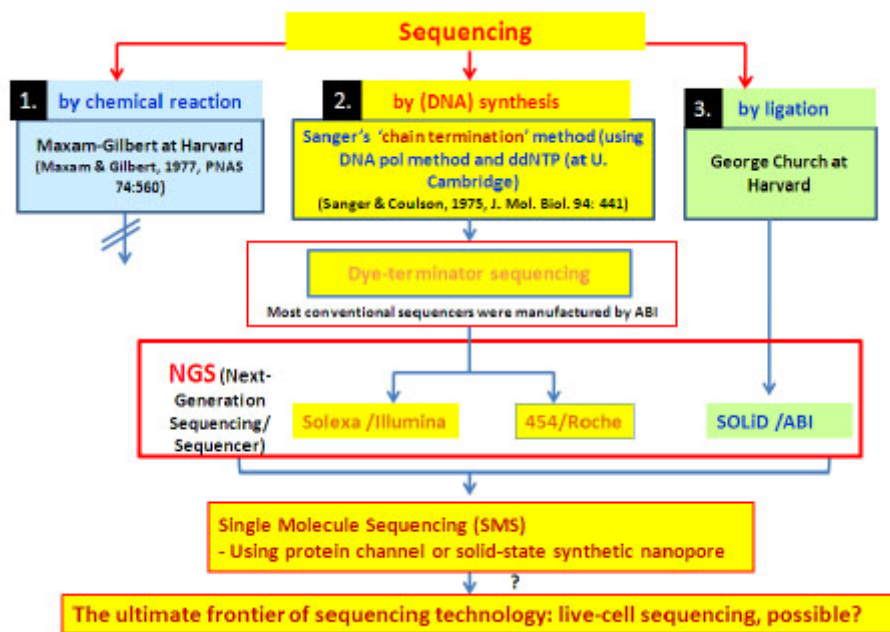 Sequencing
1.
by chemical reaction
Maxam-Gilbert at Harvard
(Maxam & Gilbert, 1977, PNAS
74:560)
2.
by (DNA) synthesis
Sanger's 'chain termination' method (using
DNA pol method and ddNTP (at U.
Cambridge)
(Sanger & Coulson, 1975, J. Mol. Biol. 94: 441)
3.
by ligation
George Church at
Harvard
Dye-terminator sequencing
Most conventional sequencers were manufactured by ABI
NGS (Next-
Generation
Sequencing/
Sequencer)
Solexa /Illumina
454/Roche
SOLiD /ABI
Single Molecule Sequencing (SMS)
- Using protein channel or solid-state synthetic nanopore
?
The ultimate frontier of sequencing technology: live-cell sequencing, possible?